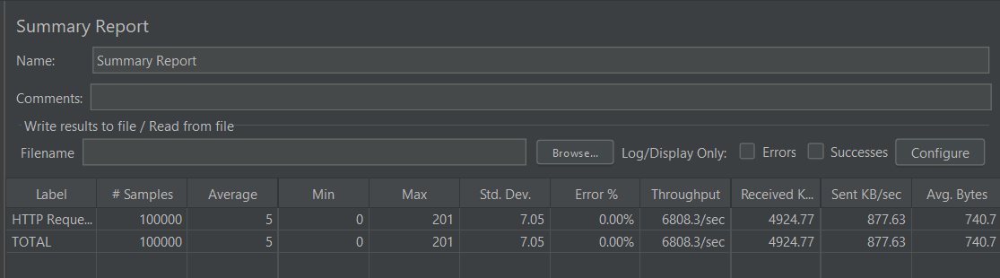 Summary Report
Name: Summary Report
Comments:
Write results to file / Read from file
Filename Browse... Log/Display Only: Errors Successes Configure
Label # Samples Average Min Max Std. Dev. Error % Throughput Received K... Sent KB/sec Avg. Bytes
HTTP Reque... 100000 5 0 201 7.05 0.00% 6808.3/sec 4924.77 877.63 740.7
TOTAL 100000 5 0 201 7.05 0.00% 6808.3/sec 4924.77 877.63 740.7